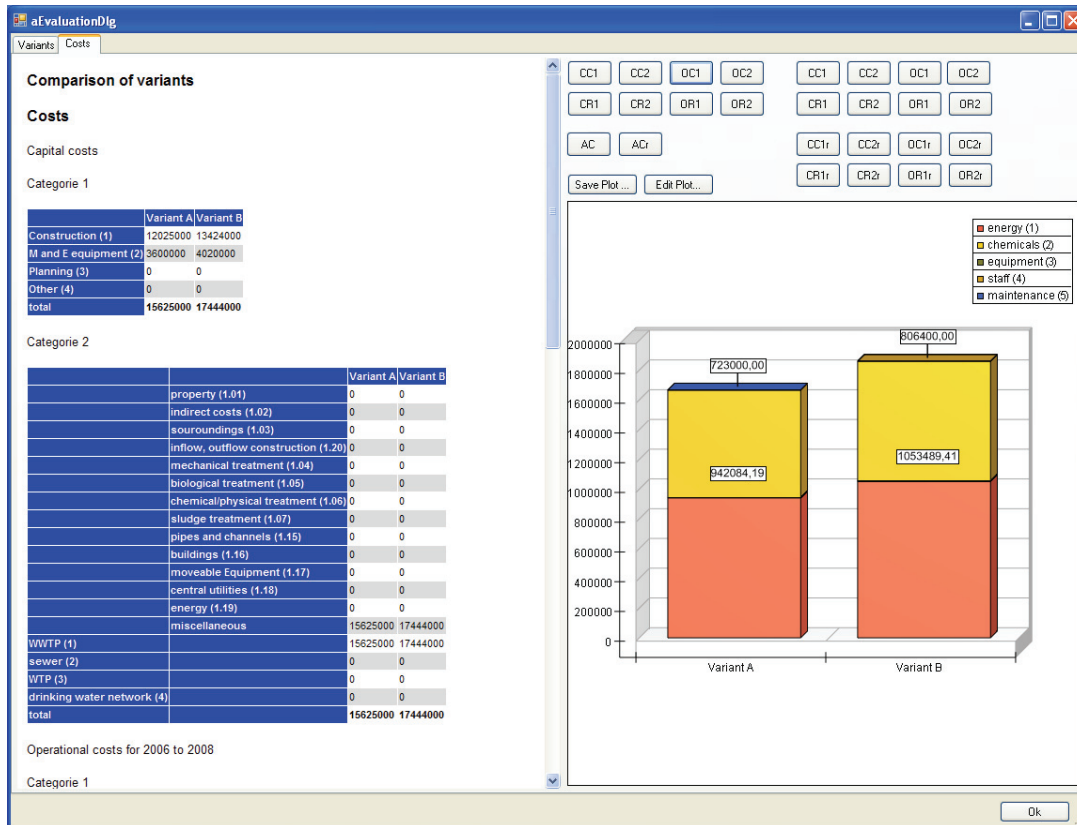 aEvaluationDlg
Variants Costs
Comparison of variants
Costs
Capital costs
Categorie 1
Variant A Variant B
Construction (1) 12025000 13424000
M and E equipment (2) 3600000 4020000
Planning (3) 0 0
Other (4) 0 0
total 15625000 17444000
Categorie 2
Variant A Variant B
property (1.01) 0 0
indirect costs (1.02) 0 0
souroundings (1.03) 0 0
inflow, outflow construction (1.20) 0 0
mechanical treatment (1.04) 0 0
biological treatment (1.05) 0 0
chemical/physical treatment (1.06) 0 0
sludge treatment (1.07) 0 0
pipes and channels (1.15) 0 0
buildings (1.16) 0 0
moveable Equipment (1.17) 0 0
central utilities (1.18) 0 0
energy (1.19) 0 0
miscellaneous 15625000 17444000
WWTP (1) 15625000 17444000
sewer (2) 0 0
WTP (3) 0 0
drinking water network (4) 0 0
total 15625000 17444000
Operational costs for 2006 to 2008
Categorie 1
CC1 CC2 OC1 OC2 CC1 CC2 OC1 OC2
CR1 CR2 OR1 OR2 CR1 CR2 OR1 OR2
AC ACr CC1r CC2r OC1r OC2r
Save Plot ... Edit Plot... CR1r CR2r OR1r OR2r
energy (1)
chemicals (2)
equipment (3)
staff (4)
maintenance (5)
2000000
1800000
1600000
1400000
1200000
1000000
800000
600000
400000
200000
0
723000,00
806400,00
942084,19
1053489,41
Variant A Variant B
Ok